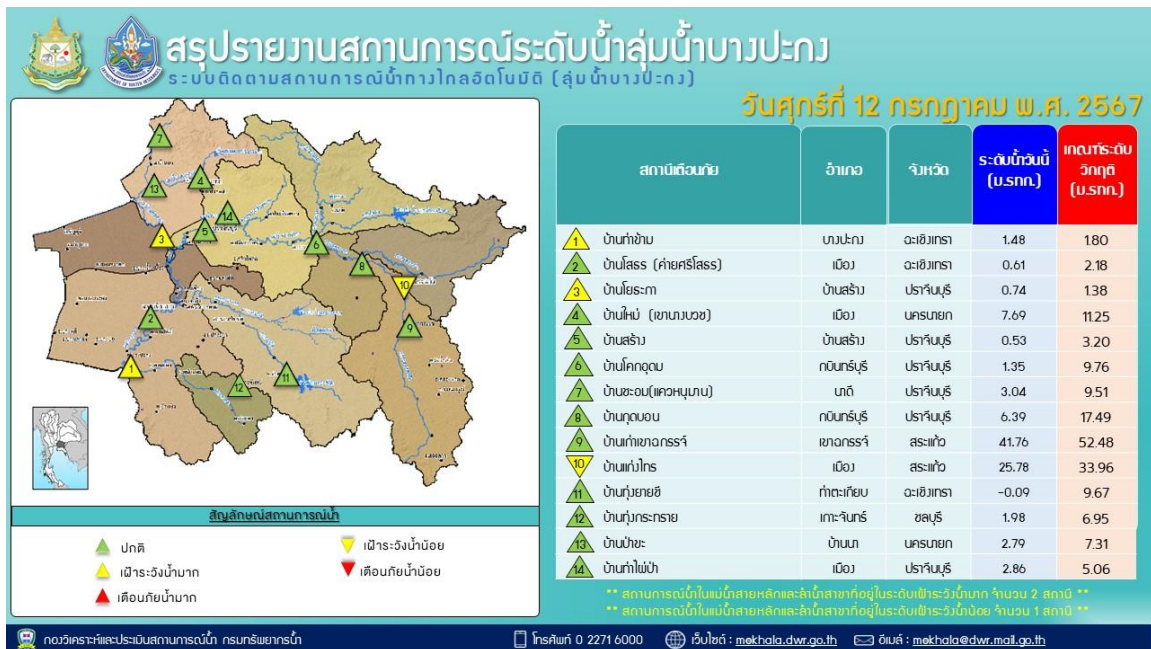 สรุปรายงานสถานการณ์ระดับน้ำลุ่มน้ำบางปะกง
ระบบติดตามสถานการณ์น้ำทางไกลอัตโนมัติ (ลุ่มน้ำบางปะกง)
วันศุกร์ที่ 12 กรกฎาคม พ.ศ. 2567
สถานีเตือนภัย อำเภอ จังหวัด ระดับน้ำวันนี้ (ม.รทก.) เกณฑ์ระดับวิกฤติ (ม.รทก.)
1 บ้านท่าข้าม บางปะกง ฉะเชิงเทรา 1.48 1.80
2 บ้านโสธร (ค่ายศรีโสธร) เมือง ฉะเชิงเทรา 0.61 2.18
3 บ้านโยธะกา บ้านสร้าง ปราจีนบุรี 0.74 1.38
4 บ้านใหม่ (เขานางบวช) เมือง นครนายก 7.69 11.25
5 บ้านสร้าง บ้านสร้าง ปราจีนบุรี 0.53 3.20
6 บ้านโคกอุดม กบินทร์บุรี ปราจีนบุรี 1.35 9.76
7 บ้านชะอม(แควหนุมาน) นาดี ปราจีนบุรี 3.04 9.51
8 บ้านกุดบอน กบินทร์บุรี ปราจีนบุรี 6.39 17.49
9 บ้านเก่าเขาฉกรรจ์ เขาฉกรรจ์ สระแก้ว 41.76 52.48
10 บ้านแก่งไทร เมือง สระแก้ว 25.78 33.96
11 บ้านทุ่งยายชี ท่าตะเกียบ ฉะเชิงเทรา -0.09 9.67
12 บ้านทุ่งกระทราย เกาะจันทร์ ชลบุรี 1.98 6.95
13 บ้านป่าขะ บ้านนา นครนายก 2.79 7.31
14 บ้านท่าไผ่ป่า เมือง ปราจีนบุรี 2.86 5.06
** สถานการณ์น้ำในแม่น้ำสายหลักและลำน้ำสาขาที่อยู่ในระดับเฝ้าระวังน้ำมาก จำนวน 2 สถานี **
** สถานการณ์น้ำในแม่น้ำสายหลักและลำน้ำสาขาที่อยู่ในระดับเฝ้าระวังน้ำน้อย จำนวน 1 สถานี **
7
13
4
14
3
5
6
8
10
2
9
1
12
11
สัญลักษณ์สถานการณ์น้ำ
ปกติ
เฝ้าระวังน้ำมาก
เตือนภัยน้ำมาก
เฝ้าระวังน้ำน้อย
เตือนภัยน้ำน้อย
กองวิเคราะห์และประเมินสถานการณ์น้ำ กรมทรัพยากรน้ำ โทรศัพท์ 0 2271 6000 เว็บไซต์ : mekhala.dwr.go.th อีเมล์ : mekhala@dwr.mail.go.th